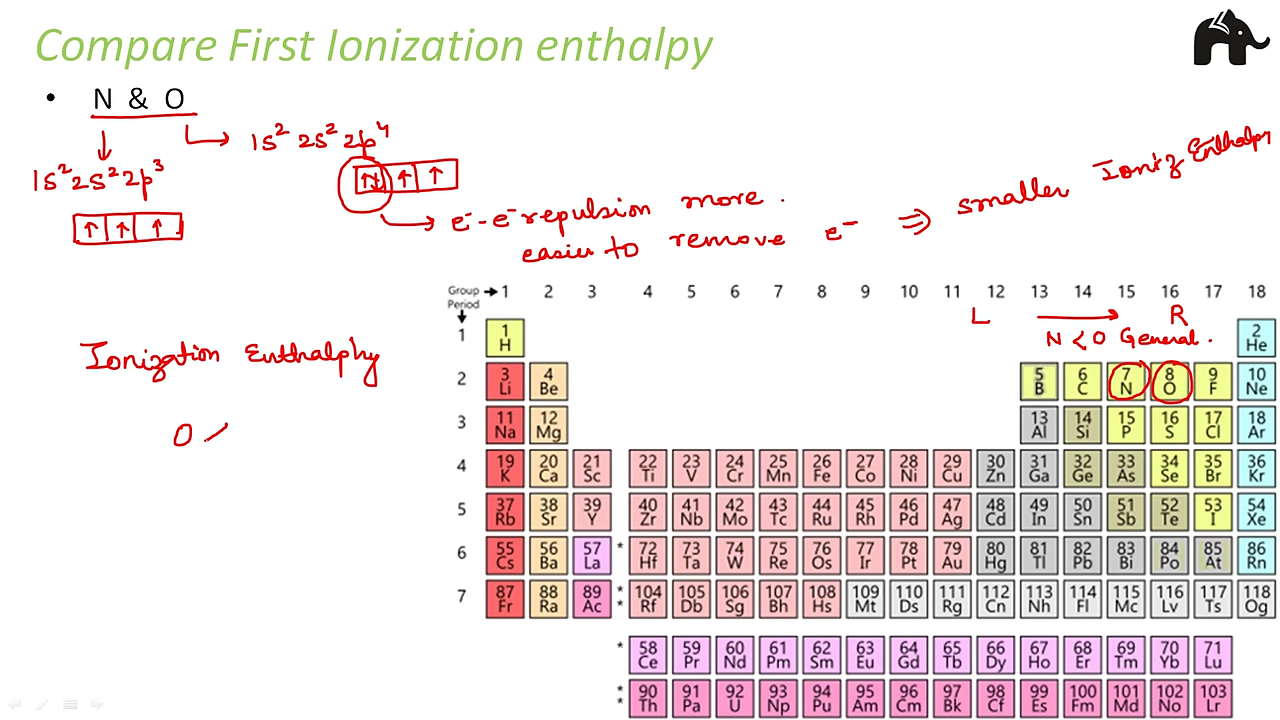 Compare First Ionization enthalpy
• N & O
1s² 2s² 2p⁴
1s² 2s² 2p³
↑↓ ↑ ↑
↑ ↑ ↑
e⁻-e⁻ repulsion more.
easier to remove e⁻ ⇒ smaller Ioniz Enthalpy
Ionization Enthalphy
O <
Group → 1 2 3 4 5 6 7 8 9 10 11 12 13 14 15 16 17 18
Period
L → R
N < O General.
1 1 H 2 He
2 3 Li 4 Be 5 B 6 C 7 N 8 O 9 F 10 Ne
3 11 Na 12 Mg 13 Al 14 Si 15 P 16 S 17 Cl 18 Ar
4 19 K 20 Ca 21 Sc 22 Ti 23 V 24 Cr 25 Mn 26 Fe 27 Co 28 Ni 29 Cu 30 Zn 31 Ga 32 Ge 33 As 34 Se 35 Br 36 Kr
5 37 Rb 38 Sr 39 Y 40 Zr 41 Nb 42 Mo 43 Tc 44 Ru 45 Rh 46 Pd 47 Ag 48 Cd 49 In 50 Sn 51 Sb 52 Te 53 I 54 Xe
6 55 Cs 56 Ba 57 La * 72 Hf 73 Ta 74 W 75 Re 76 Os 77 Ir 78 Pt 79 Au 80 Hg 81 Tl 82 Pb 83 Bi 84 Po 85 At 86 Rn
7 87 Fr 88 Ra 89 Ac * * 104 Rf 105 Db 106 Sg 107 Bh 108 Hs 109 Mt 110 Ds 111 Rg 112 Cn 113 Nh 114 Fl 115 Mc 116 Lv 117 Ts 118 Og
* 58 Ce 59 Pr 60 Nd 61 Pm 62 Sm 63 Eu 64 Gd 65 Tb 66 Dy 67 Ho 68 Er 69 Tm 70 Yb 71 Lu
* * 90 Th 91 Pa 92 U 93 Np 94 Pu 95 Am 96 Cm 97 Bk 98 Cf 99 Es 100 Fm 101 Md 102 No 103 Lr